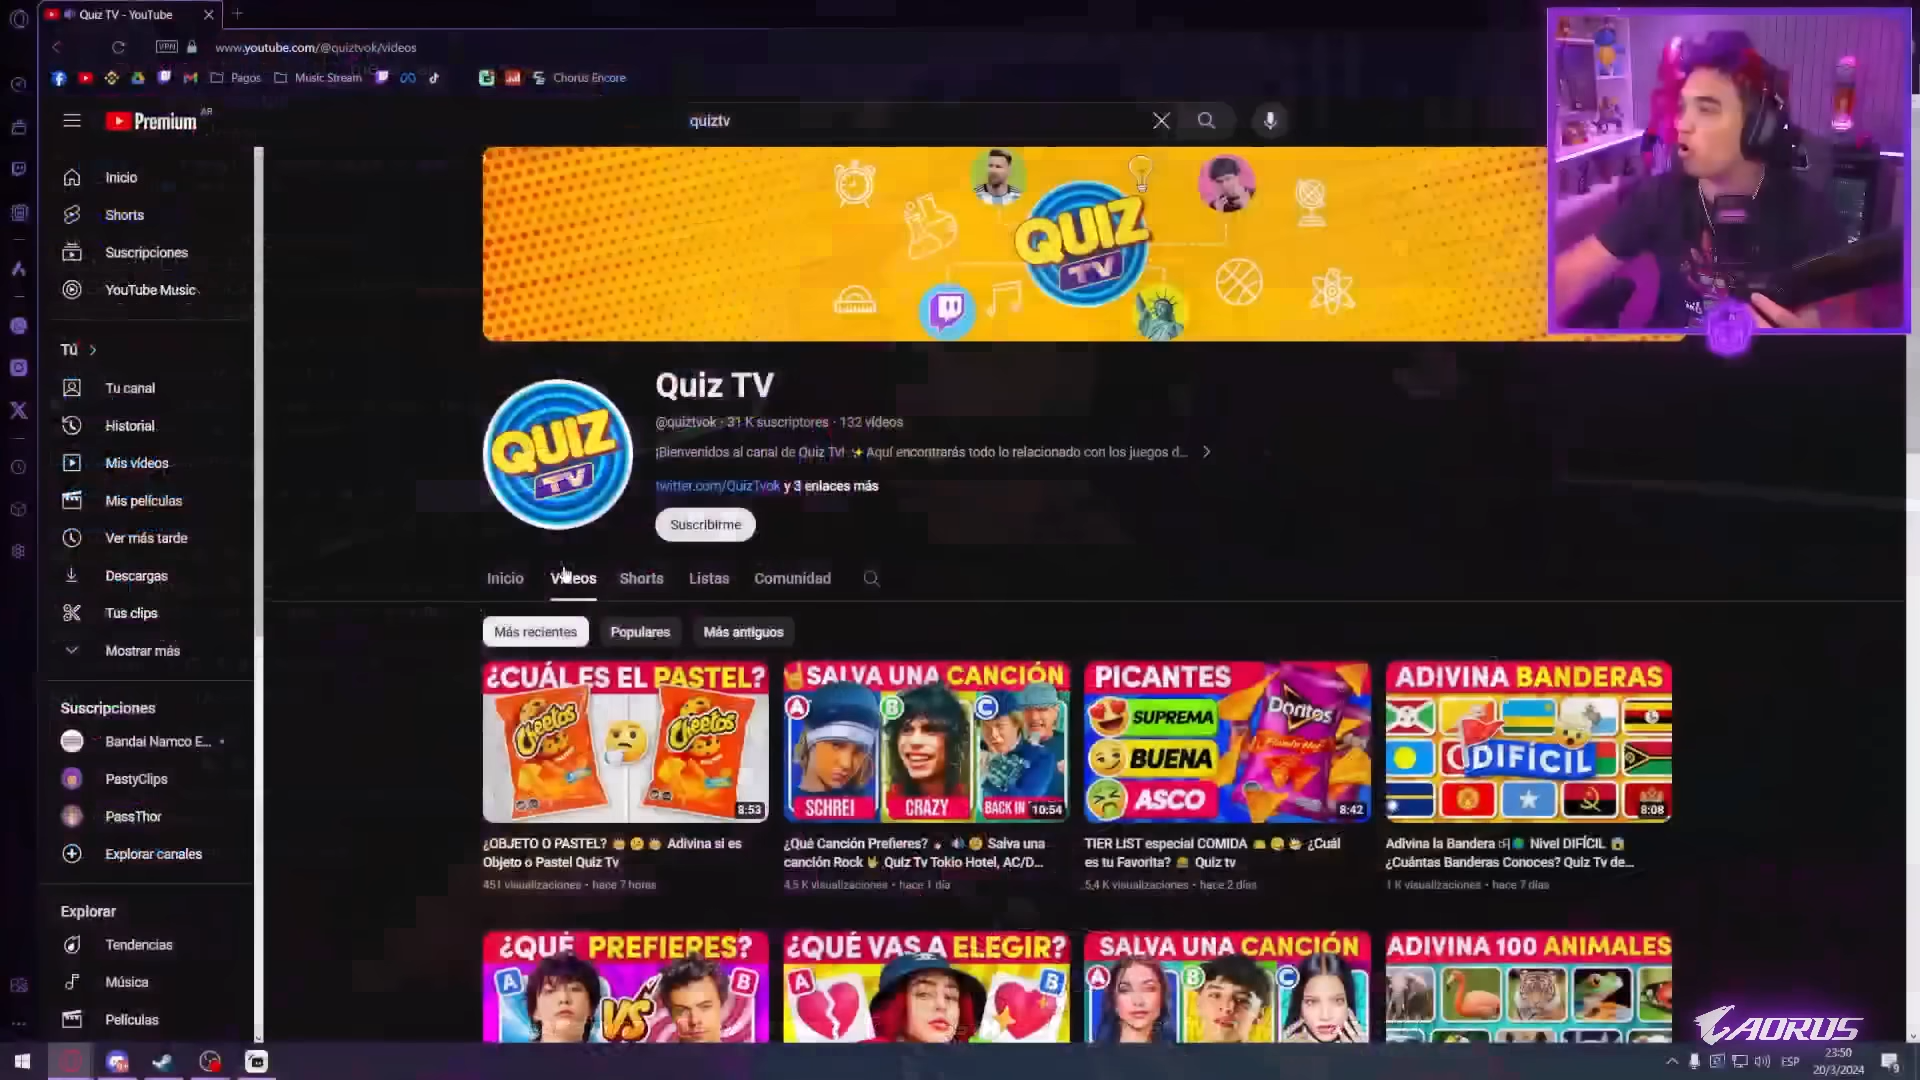 Quiz TV - YouTube
VPN
www.youtube.com/@quiztvok/videos
Pagos
Music Stream
Chorus Encore
Premium
AR
quiztv
Inicio
Shorts
Suscripciones
YouTube Music
Tú
Tu canal
Historial
Mis vídeos
Mis películas
Ver más tarde
Descargas
Tus clips
Mostrar más
Suscripciones
Bandai Namco E...
PastyClips
PassThor
Explorar canales
Explorar
Tendencias
Música
Películas
QUIZ
TV
QUIZ
TV
Quiz TV
@quiztvok · 31 K suscriptores · 132 vídeos
¡Bienvenidos al canal de Quiz TV! ✨ Aquí encontrarás todo lo relacionado con los juegos d...
twitter.com/QuizTvok y 3 enlaces más
Suscribirme
Inicio
Vídeos
Shorts
Listas
Comunidad
Más recientes
Populares
Más antiguos
¿CUÁL ES EL PASTEL?
Cheetos
Cheetos
8:53
SALVA UNA CANCIÓN
A
B
C
SCHREI
CRAZY
BACK IN
10:54
PICANTES
SUPREMA
BUENA
ASCO
Doritos
8:42
ADIVINA BANDERAS
DIFÍCIL
8:08
¿OBJETO O PASTEL? Adivina si es
Objeto o Pastel Quiz Tv
451 visualizaciones · hace 7 horas
¿Qué Canción Prefieres? Salva una
canción Rock Quiz Tv Tokio Hotel, AC/D...
4,5 K visualizaciones · hace 1 día
TIER LIST especial COMIDA ¿Cuál
es tu Favorita? Quiz tv
5,4 K visualizaciones · hace 2 días
Adivina la Bandera Nivel DIFÍCIL
¿Cuántas Banderas Conoces? Quiz Tv de...
1 K visualizaciones · hace 7 días
¿QUÉ PREFIERES?
A
VS
B
¿QUÉ VAS A ELEGIR?
A
B
SALVA UNA CANCIÓN
A
B
C
ADIVINA 100 ANIMALES
AORUS
ESP
23:50
20/3/2024